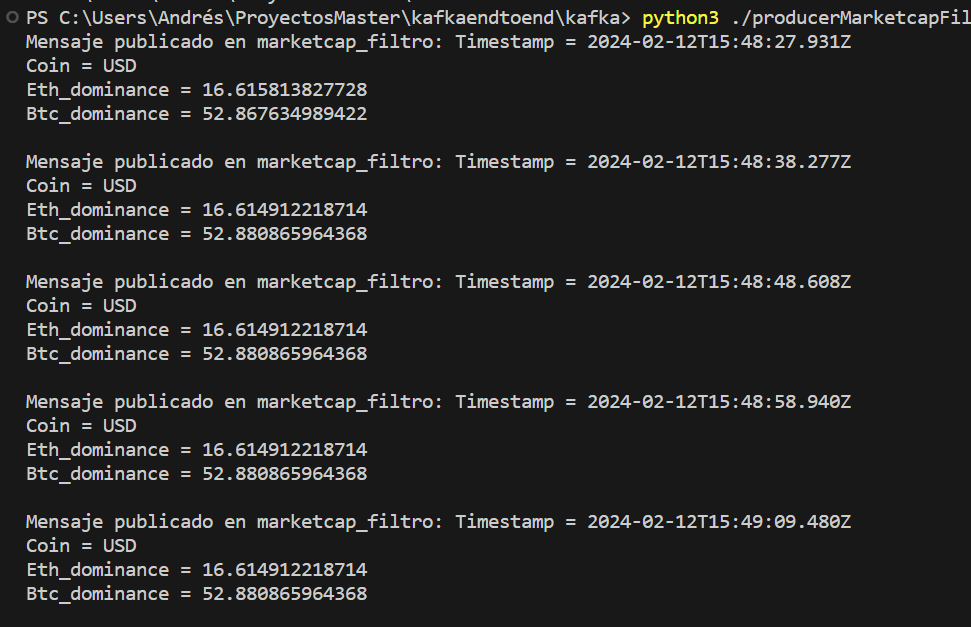 PS C:\Users\Andrés\ProyectosMaster\kafkaendtoend\kafka> python3 ./producerMarketcapFil
Mensaje publicado en marketcap_filtro: Timestamp = 2024-02-12T15:48:27.931Z
Coin = USD
Eth_dominance = 16.615813827728
Btc_dominance = 52.867634989422
Mensaje publicado en marketcap_filtro: Timestamp = 2024-02-12T15:48:38.277Z
Coin = USD
Eth_dominance = 16.614912218714
Btc_dominance = 52.880865964368
Mensaje publicado en marketcap_filtro: Timestamp = 2024-02-12T15:48:48.608Z
Coin = USD
Eth_dominance = 16.614912218714
Btc_dominance = 52.880865964368
Mensaje publicado en marketcap_filtro: Timestamp = 2024-02-12T15:48:58.940Z
Coin = USD
Eth_dominance = 16.614912218714
Btc_dominance = 52.880865964368
Mensaje publicado en marketcap_filtro: Timestamp = 2024-02-12T15:49:09.480Z
Coin = USD
Eth_dominance = 16.614912218714
Btc_dominance = 52.880865964368